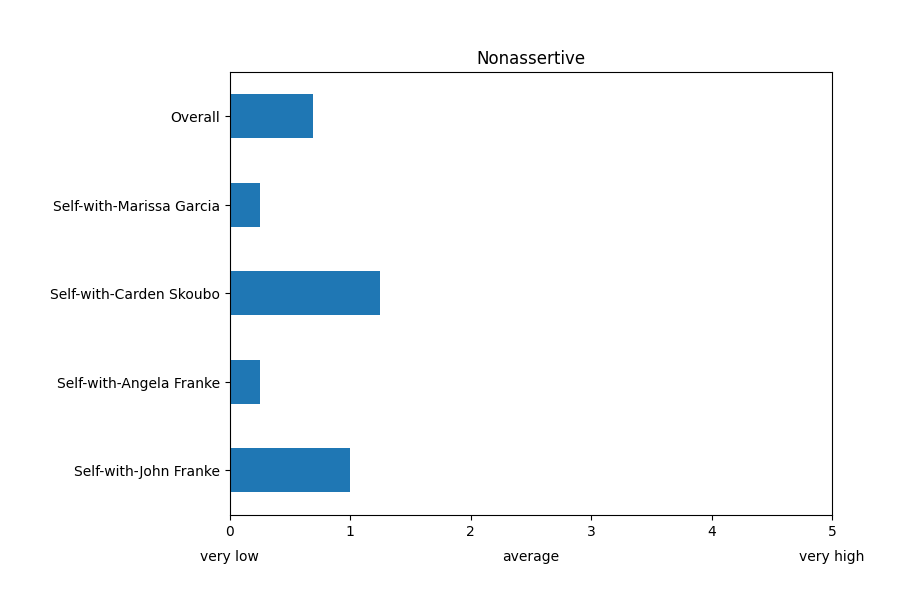 Nonassertive
Overall
Self-with-Marissa Garcia
Self-with-Carden Skoubo
Self-with-Angela Franke
Self-with-John Franke
0 1 2 3 4 5
very low average very high